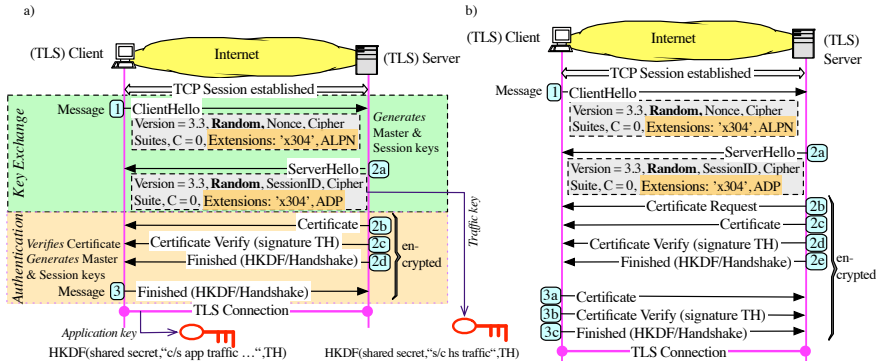 a)
(TLS) Client
Internet
(TLS) Server
TCP Session established
Key Exchange
Message 1 ClientHello
Version = 3.3, Random, Nonce, Cipher
Suites, C = 0, Extensions: 'x304', ALPN
Generates
Master &
Session keys
ServerHello 2a
Version = 3.3, Random, SessionID, Cipher
Suite, C = 0, Extensions: 'x304', ADP
Traffic key
Authentication
Certificate 2b
Verifies Certificate
Certificate Verify (signature TH) 2c
Generates Master
& Session keys
Finished (HKDF/Handshake) 2d
en-
crypted
Message 3 Finished (HKDF/Handshake)
TLS Connection
Application key
HKDF(shared secret,“c/s app traffic …“,TH)
HKDF(shared secret,“s/c hs traffic“,TH)
b)
(TLS) Client
Internet
(TLS)
Server
TCP Session established
Message 1 ClientHello
Version = 3.3, Random, Nonce, Cipher
Suites, C = 0, Extensions: 'x304', ALPN
ServerHello 2a
Version = 3.3, Random, SessionID, Cipher
Suite, C = 0, Extensions: 'x304', ADP
Certificate Request 2b
Certificate 2c
Certificate Verify (signature TH) 2d
Finished (HKDF/Handshake) 2e
en-
crypted
3a Certificate
3b Certificate Verify (signature TH)
3c Finished (HKDF/Handshake)
TLS Connection